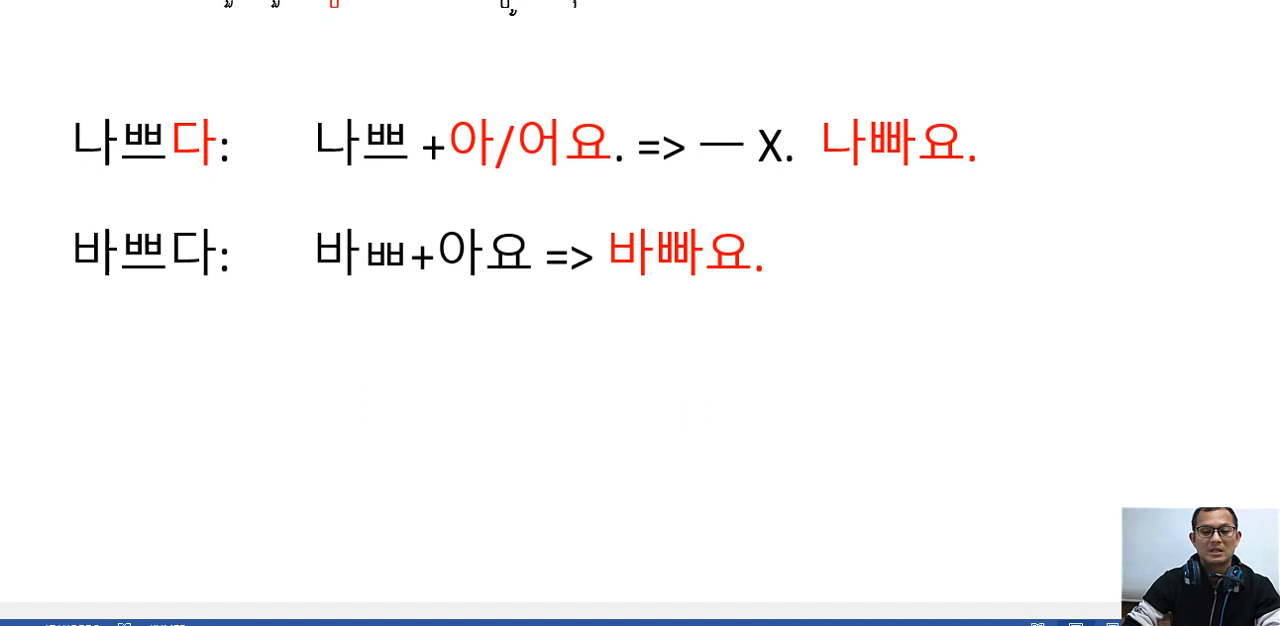 나쁘다: 나쁘 +아/어요. => ㅡ X. 나빠요.
바쁘다: 바ㅃ+아요 => 바빠요.